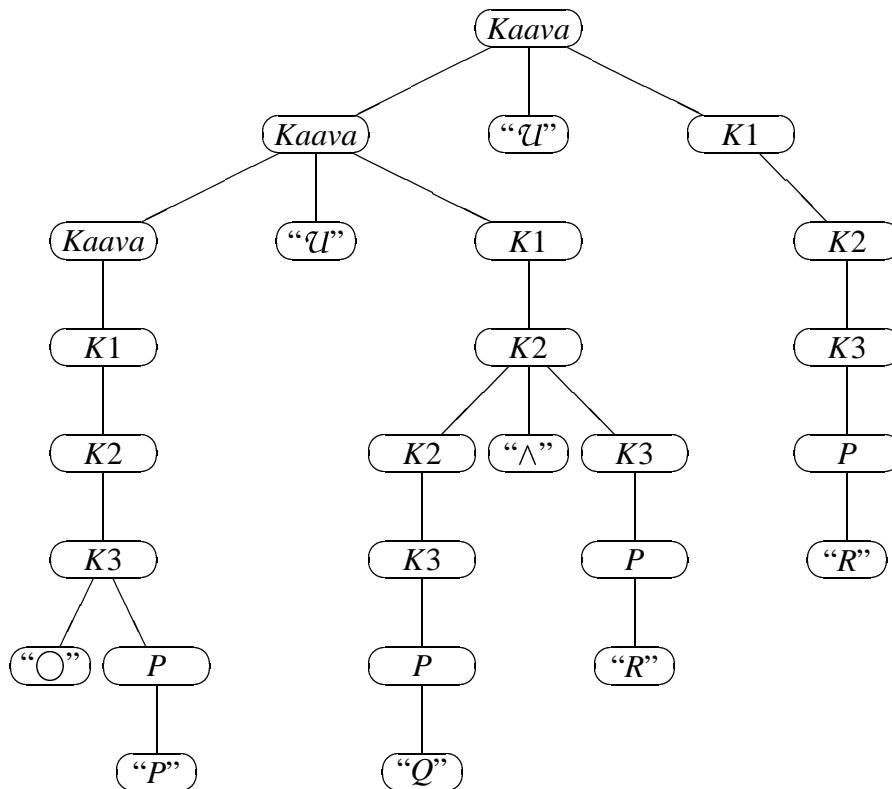 Kaava
Kaava “𝒰” K1
Kaava “𝒰” K1 K2
K1 K2 K3
K2 K2 “∧” K3 P
K3 K3 P “R”
“◯” P P “R”
“P” “Q”